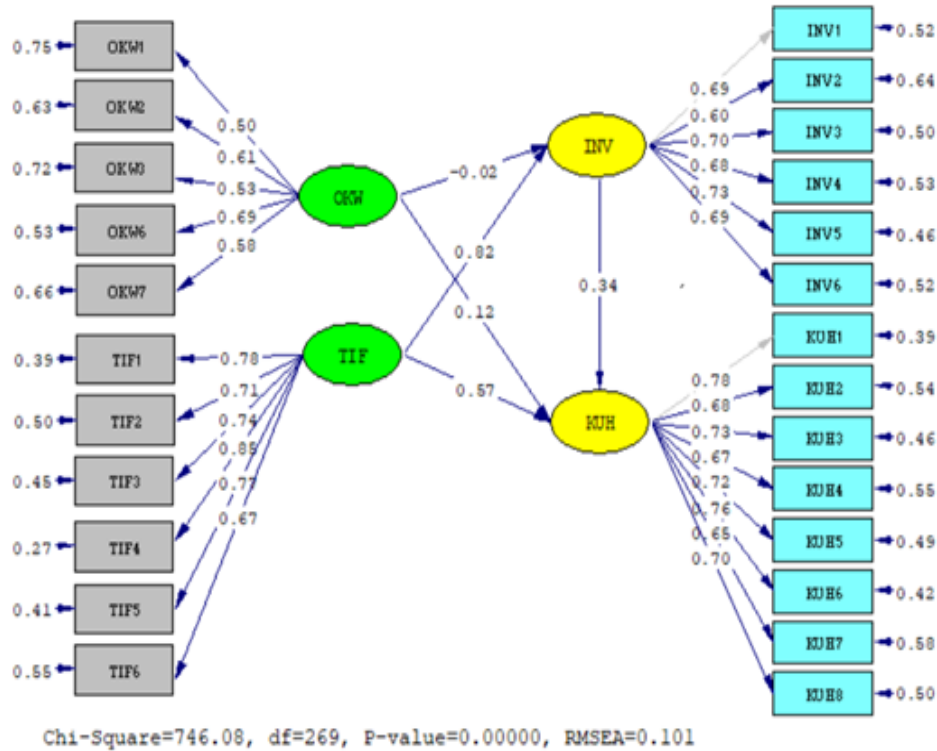 0.75 OKW1
0.63 OKW2
0.72 OKW3
0.53 OKW6
0.66 OKW7
0.39 TIF1
0.50 TIF2
0.45 TIF3
0.27 TIF4
0.41 TIF5
0.55 TIF6
0.50
0.61
0.53
0.69
0.58
0.78
0.71
0.74
0.85
0.77
0.67
OKW
TIF
-0.02
0.82
0.12
0.57
INV
0.34
KUH
0.69
0.60
0.70
0.68
0.73
0.69
0.78
0.68
0.73
0.67
0.72
0.76
0.65
0.70
INV1 0.52
INV2 0.64
INV3 0.50
INV4 0.53
INV5 0.46
INV6 0.52
KUH1 0.39
KUH2 0.54
KUH3 0.46
KUH4 0.55
KUH5 0.49
KUH6 0.42
KUH7 0.58
KUH8 0.50
Chi-Square=746.08, df=269, P-value=0.00000, RMSEA=0.101